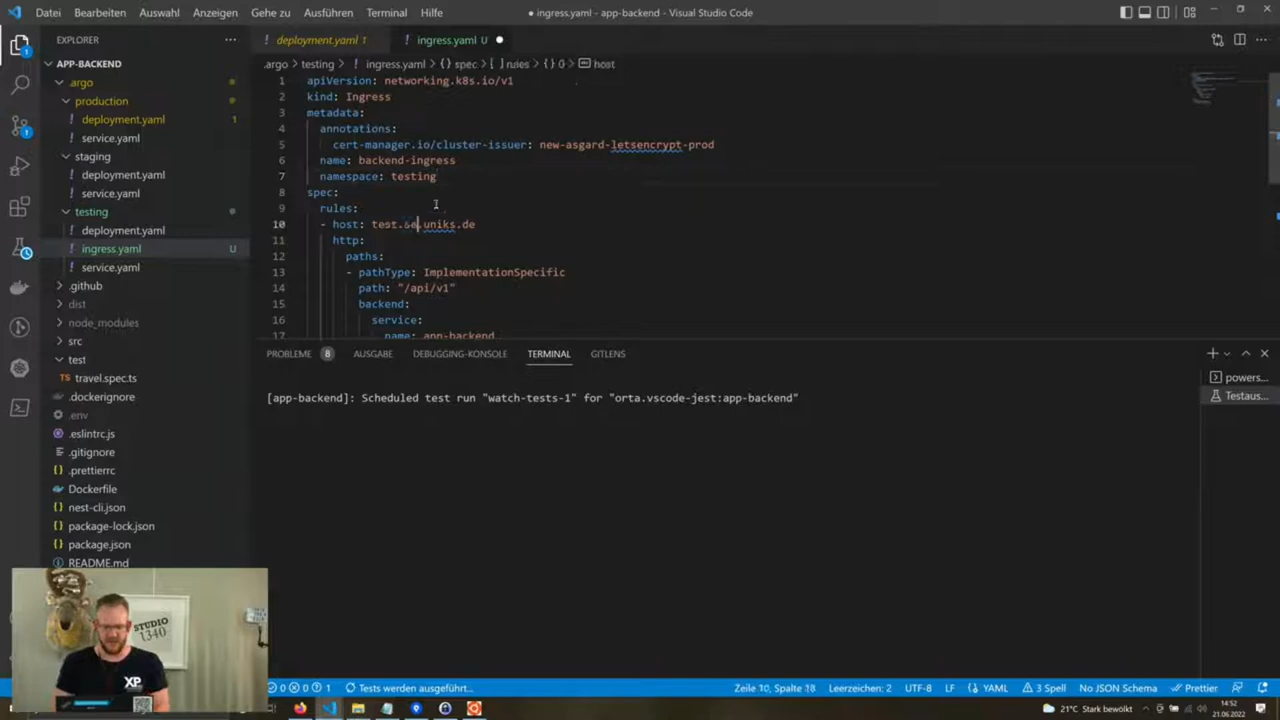 Datei Bearbeiten Auswahl Anzeigen Gehe zu Ausführen Terminal Hilfe
● ingress.yaml - app-backend - Visual Studio Code
EXPLORER
APP-BACKEND
.argo
production
deployment.yaml 1
service.yaml
staging
deployment.yaml
service.yaml
testing
deployment.yaml
ingress.yaml U
service.yaml
.github
dist
node_modules
src
test
travel.spec.ts
.dockerignore
.env
.eslintrc.js
.gitignore
.prettierrc
Dockerfile
nest-cli.json
package-lock.json
package.json
README.md
deployment.yaml 1
ingress.yaml U
.argo > testing > ingress.yaml > {} spec > [ ] rules > {} 0 > host
1 apiVersion: networking.k8s.io/v1
2 kind: Ingress
3 metadata:
4 annotations:
5 cert-manager.io/cluster-issuer: new-asgard-letsencrypt-prod
6 name: backend-ingress
7 namespace: testing
8 spec:
9 rules:
10 - host: test.se.uniks.de
11 http:
12 paths:
13 - pathType: ImplementationSpecific
14 path: "/api/v1"
15 backend:
16 service:
17 name: app-backend
PROBLEME 8 AUSGABE DEBUGGING-KONSOLE TERMINAL GITLENS
[app-backend]: Scheduled test run "watch-tests-1" for "orta.vscode-jest:app-backend"
powers...
Testaus...
STUDIO
1340
XP
0 0 1 Tests werden ausgeführt... Zeile 10, Spalte 18 Leerzeichen: 2 UTF-8 LF YAML 3 Spell No JSON Schema Prettier
21°C Stark bewölkt
14:52
21.06.2022